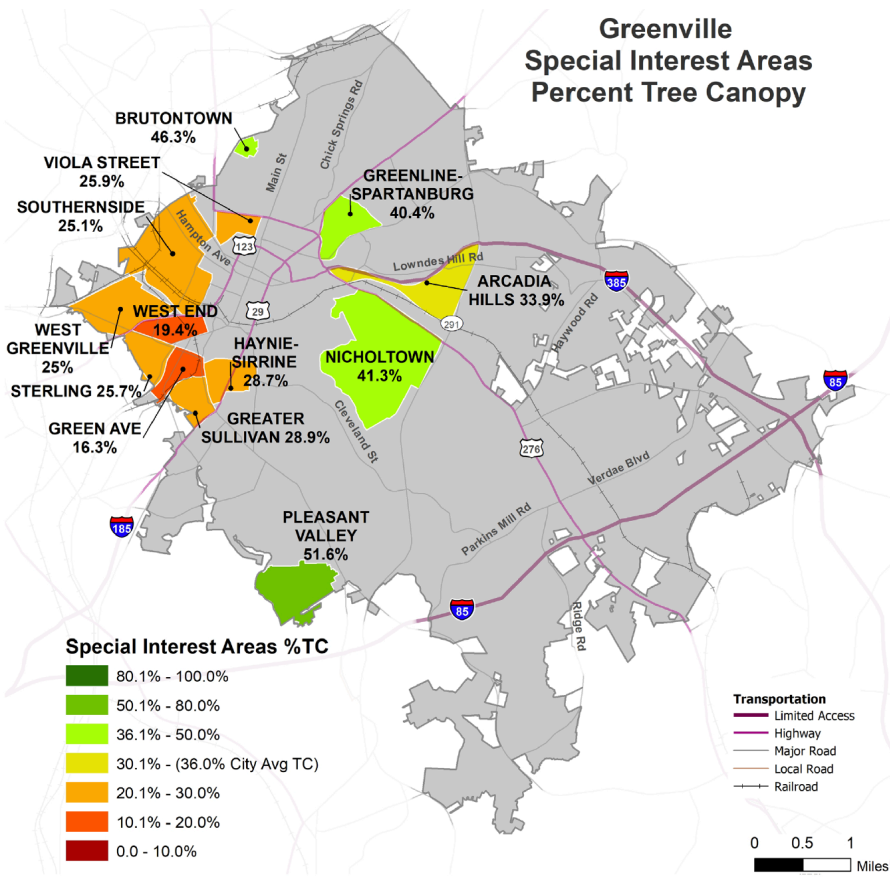 Greenville
Special Interest Areas
Percent Tree Canopy
BRUTONTOWN
46.3%
VIOLA STREET
25.9%
SOUTHERNSIDE
25.1%
Main St
Chick Springs Rd
GREENLINE-
SPARTANBURG
40.4%
Hampton Ave
123
Lowndes Hill Rd
385
ARCADIA
HILLS 33.9%
29
291
Haywood Rd
WEST END
19.4%
WEST
GREENVILLE
25%
HAYNIE-
SIRRINE
28.7%
NICHOLTOWN
41.3%
85
STERLING 25.7%
GREEN AVE
16.3%
GREATER
SULLIVAN 28.9%
Cleveland St
276
Verdae Blvd
185
Parkins Mill Rd
PLEASANT
VALLEY
51.6%
85
Ridge Rd
Special Interest Areas %TC
80.1% - 100.0%
50.1% - 80.0%
36.1% - 50.0%
30.1% - (36.0% City Avg TC)
20.1% - 30.0%
10.1% - 20.0%
0.0 - 10.0%
Transportation
Limited Access
Highway
Major Road
Local Road
Railroad
0 0.5 1
Miles